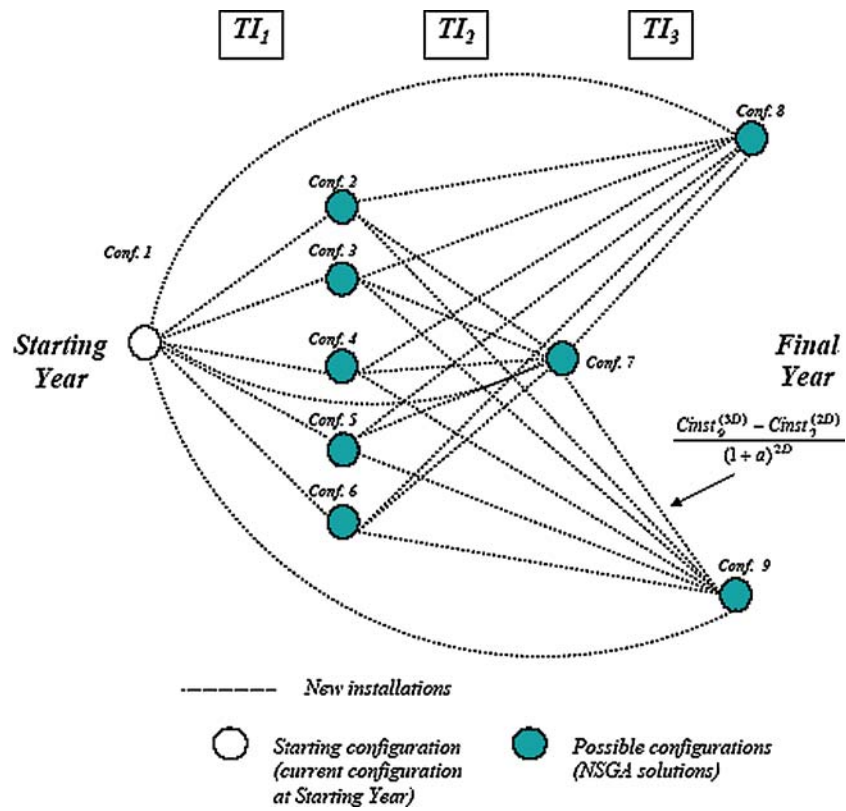 TI1
TI2
TI3
Conf. 8
Conf. 2
Conf. 1
Conf. 3
Starting
Year
Conf. 4
Conf. 7
Final
Year
Conf. 5
Conf. 6
Cinst9(3D) – Cinst7(2D)
(1 + a)2D
Conf. 9
New installations
Starting configuration
(current configuration
at Starting Year)
Possible configurations
(NSGA solutions)